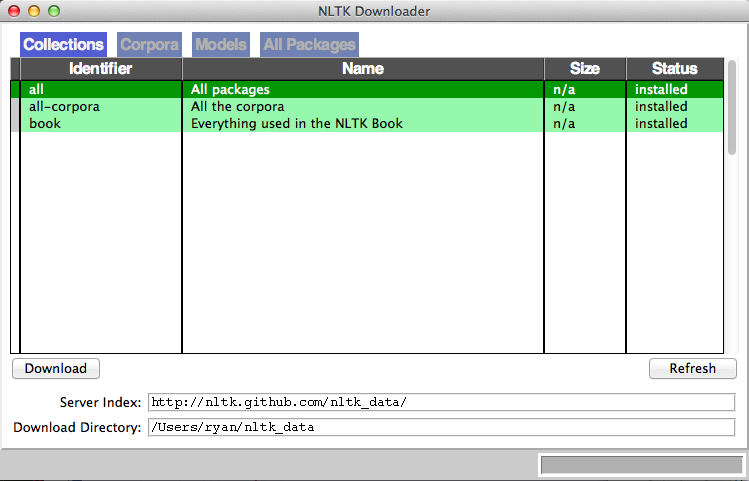 NLTK Downloader
Collections Corpora Models All Packages
Identifier Name Size Status
all All packages n/a installed
all-corpora All the corpora n/a installed
book Everything used in the NLTK Book n/a installed
Download Refresh
Server Index: http://nltk.github.com/nltk_data/
Download Directory: /Users/ryan/nltk_data